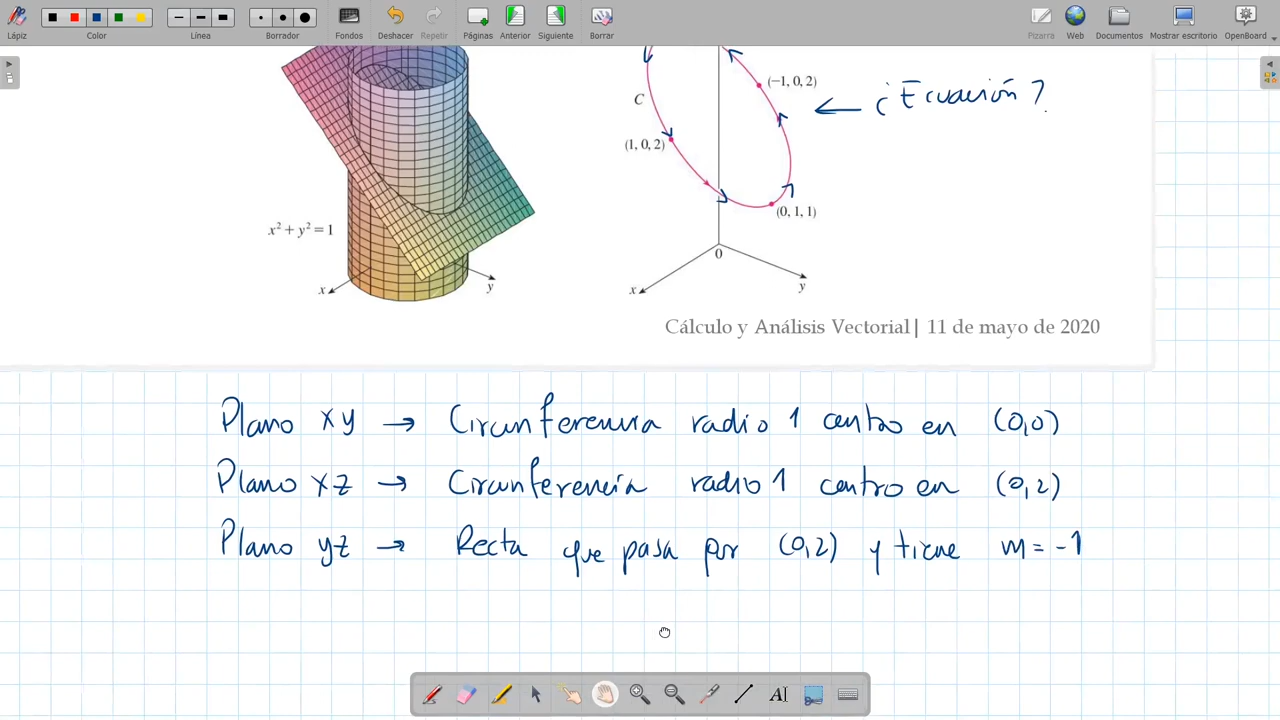 Lápiz Color Línea Borrador Fondos Deshacer Repetir Páginas Anterior Siguiente Borrar Pizarra Web Documentos Mostrar escritorio OpenBoard
(−1, 0, 2)
¿Ecuación?
C
(1, 0, 2)
(0, 1, 1)
x² + y² = 1
0
x y x y
Cálculo y Análisis Vectorial| 11 de mayo de 2020
Plano xy → Circunferencia radio 1 centro en (0,0)
Plano xz → Circunferencia radio 1 centro en (0,2)
Plano yz → Recta que pasa por (0,2) y tiene m = -1
AI